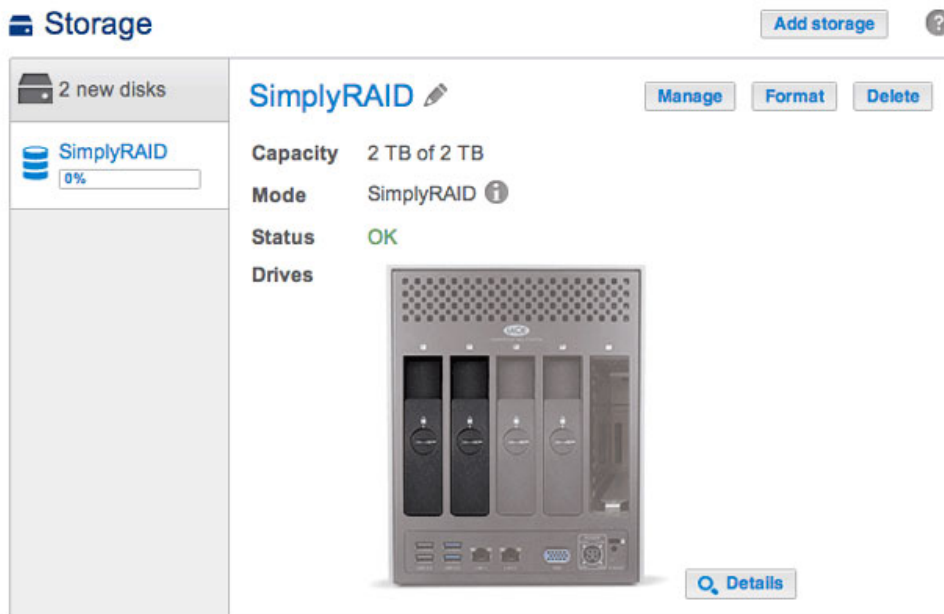 Storage
Add storage
?
2 new disks
SimplyRAID
0%
SimplyRAID
Manage
Format
Delete
Capacity 2 TB of 2 TB
Mode SimplyRAID i
Status OK
Drives
LACIE
Details